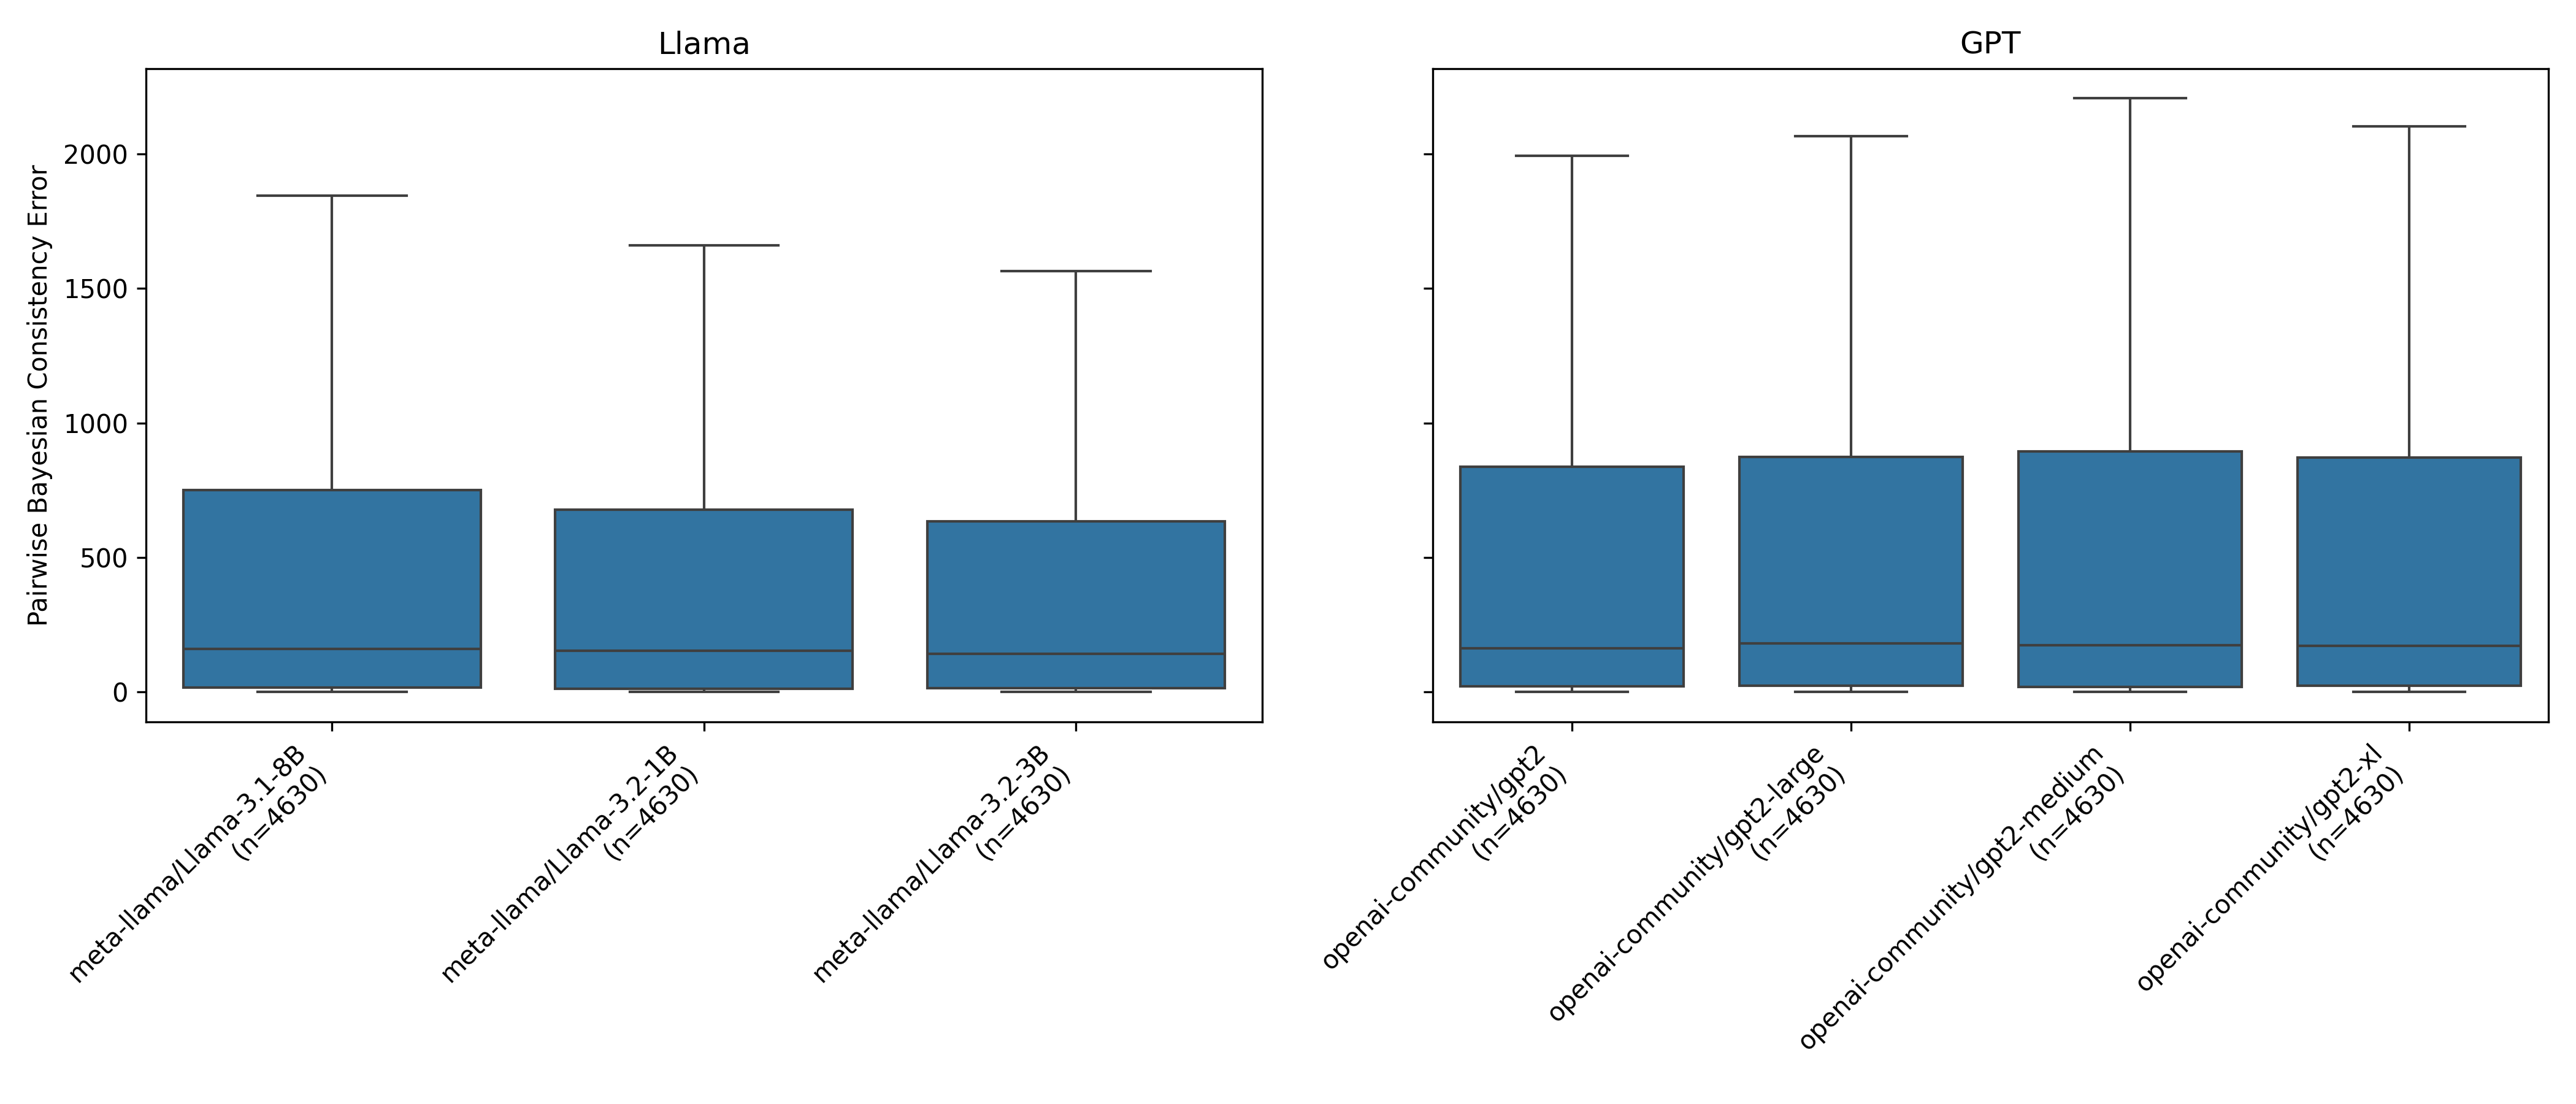 Llama
GPT
Pairwise Bayesian Consistency Error
2000
1500
1000
500
0
meta-llama/Llama-3.1-8B
(n=4630)
meta-llama/Llama-3.2-1B
(n=4630)
meta-llama/Llama-3.2-3B
(n=4630)
openai-community/gpt2
(n=4630)
openai-community/gpt2-large
(n=4630)
openai-community/gpt2-medium
(n=4630)
openai-community/gpt2-xl
(n=4630)